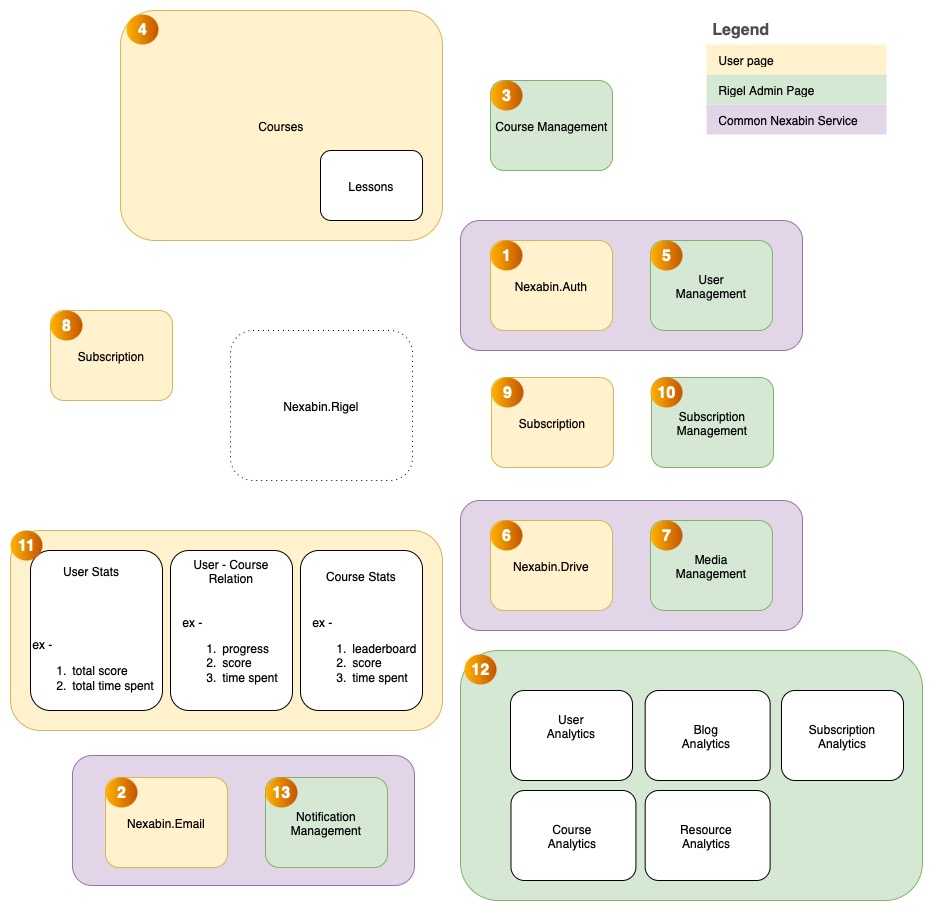 4
Courses
Lessons
Legend
User page
Rigel Admin Page
Common Nexabin Service
3
Course Management
1
Nexabin.Auth
5
User
Management
8
Subscription
Nexabin.Rigel
9
Subscription
10
Subscription
Management
6
Nexabin.Drive
7
Media
Management
11
User Stats
ex -
1. total score
2. total time spent
User - Course
Relation
ex -
1. progress
2. score
3. time spent
Course Stats
ex -
1. leaderboard
2. score
3. time spent
12
User
Analytics
Blog
Analytics
Subscription
Analytics
Course
Analytics
Resource
Analytics
2
Nexabin.Email
13
Notification
Management